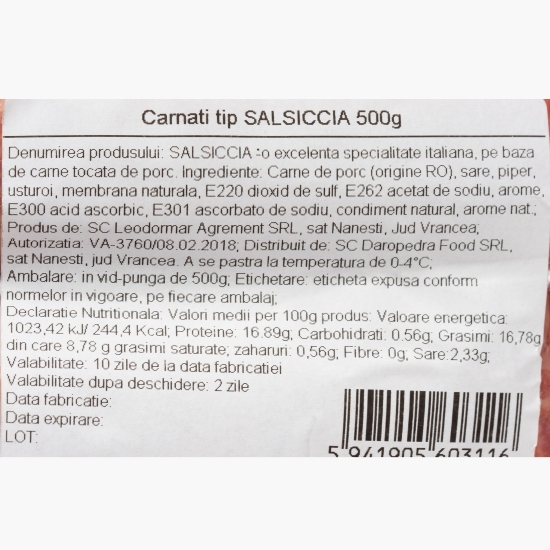 Carnati tip SALSICCIA 500g
Denumirea produsului: SALSICCIA :o excelenta specialitate italiana, pe baza
de carne tocata de porc. Ingrediente: Carne de porc (origine RO), sare, piper,
usturoi, membrana naturala, E220 dioxid de sulf, E262 acetat de sodiu, arome,
E300 acid ascorbic, E301 ascorbato de sodiu, condiment natural, arome nat.;
Produs de: SC Leodormar Agrement SRL, sat Nanesti, Jud Vrancea;
Autorizatia: VA-3760/08.02.2018; Distribuit de: SC Daropedra Food SRL,
sat Nanesti, jud Vrancea. A se pastra la temperatura de 0-4°C;
Ambalare: in vid-punga de 500g; Etichetare: eticheta expusa conform
normelor in vigoare, pe fiecare ambalaj;
Declaratie Nutritionala: Valori medii per 100g produs: Valoare energetica:
1023,42 kJ/ 244,4 Kcal; Proteine: 16.89g; Carbohidrati: 0.56g; Grasimi: 16,78g
din care 8,78 g grasimi saturate; zaharuri: 0,56g; Fibre: 0g; Sare:2,33g;
Valabilitate: 10 zile de la data fabricatiei
Valabilitate dupa deschidere: 2 zile
Data fabricatie:
Data expirare:
LOT:
5 941905 603116